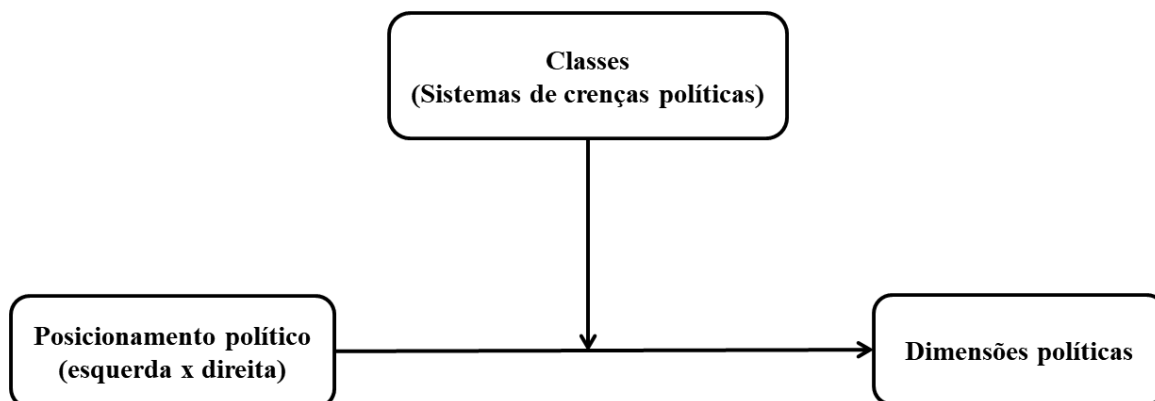 Classes
(Sistemas de crenças políticas)
Posicionamento político
(esquerda x direita)
Dimensões políticas